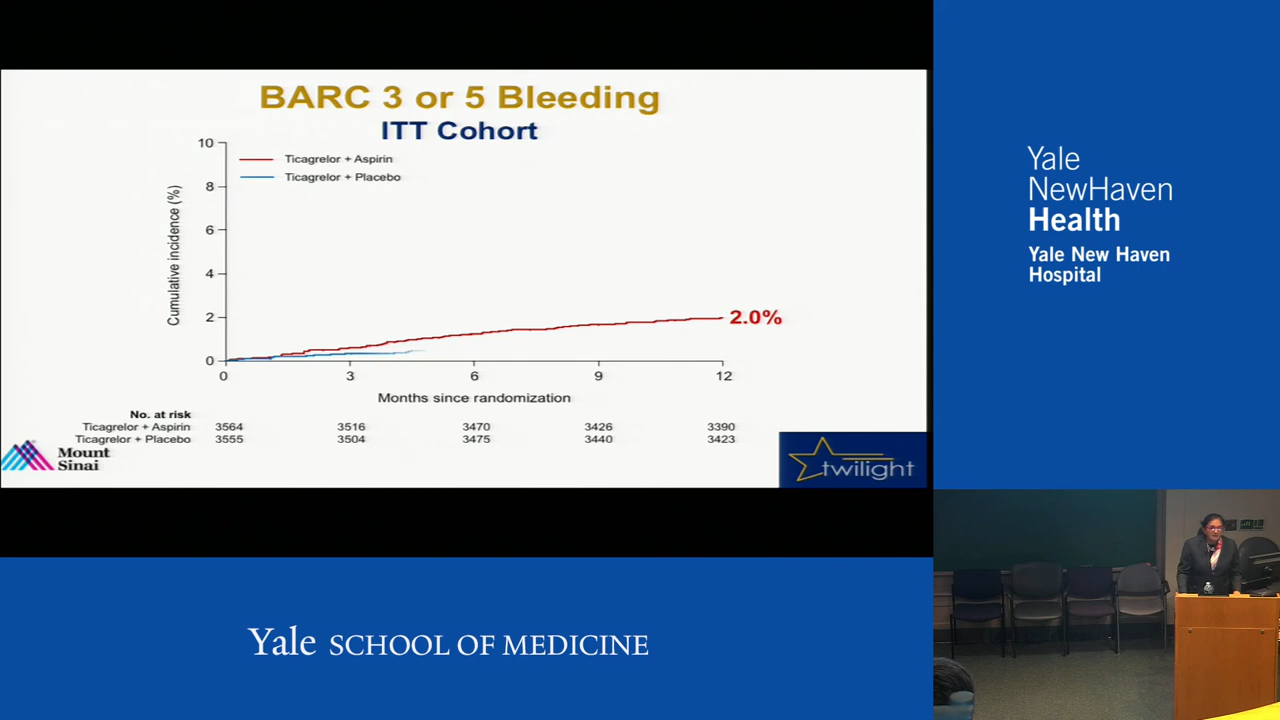 BARC 3 or 5 Bleeding
ITT Cohort
Ticagrelor + Aspirin
Ticagrelor + Placebo
Cumulative incidence (%)
10
8
6
4
2
0
2.0%
0 3 6 9 12
Months since randomization
No. at risk
Ticagrelor + Aspirin 3564 3516 3470 3426 3390
Ticagrelor + Placebo 3555 3504 3475 3440 3423
Mount
Sinai
twilight
Yale
NewHaven
Health
Yale New Haven
Hospital
Yale SCHOOL OF MEDICINE